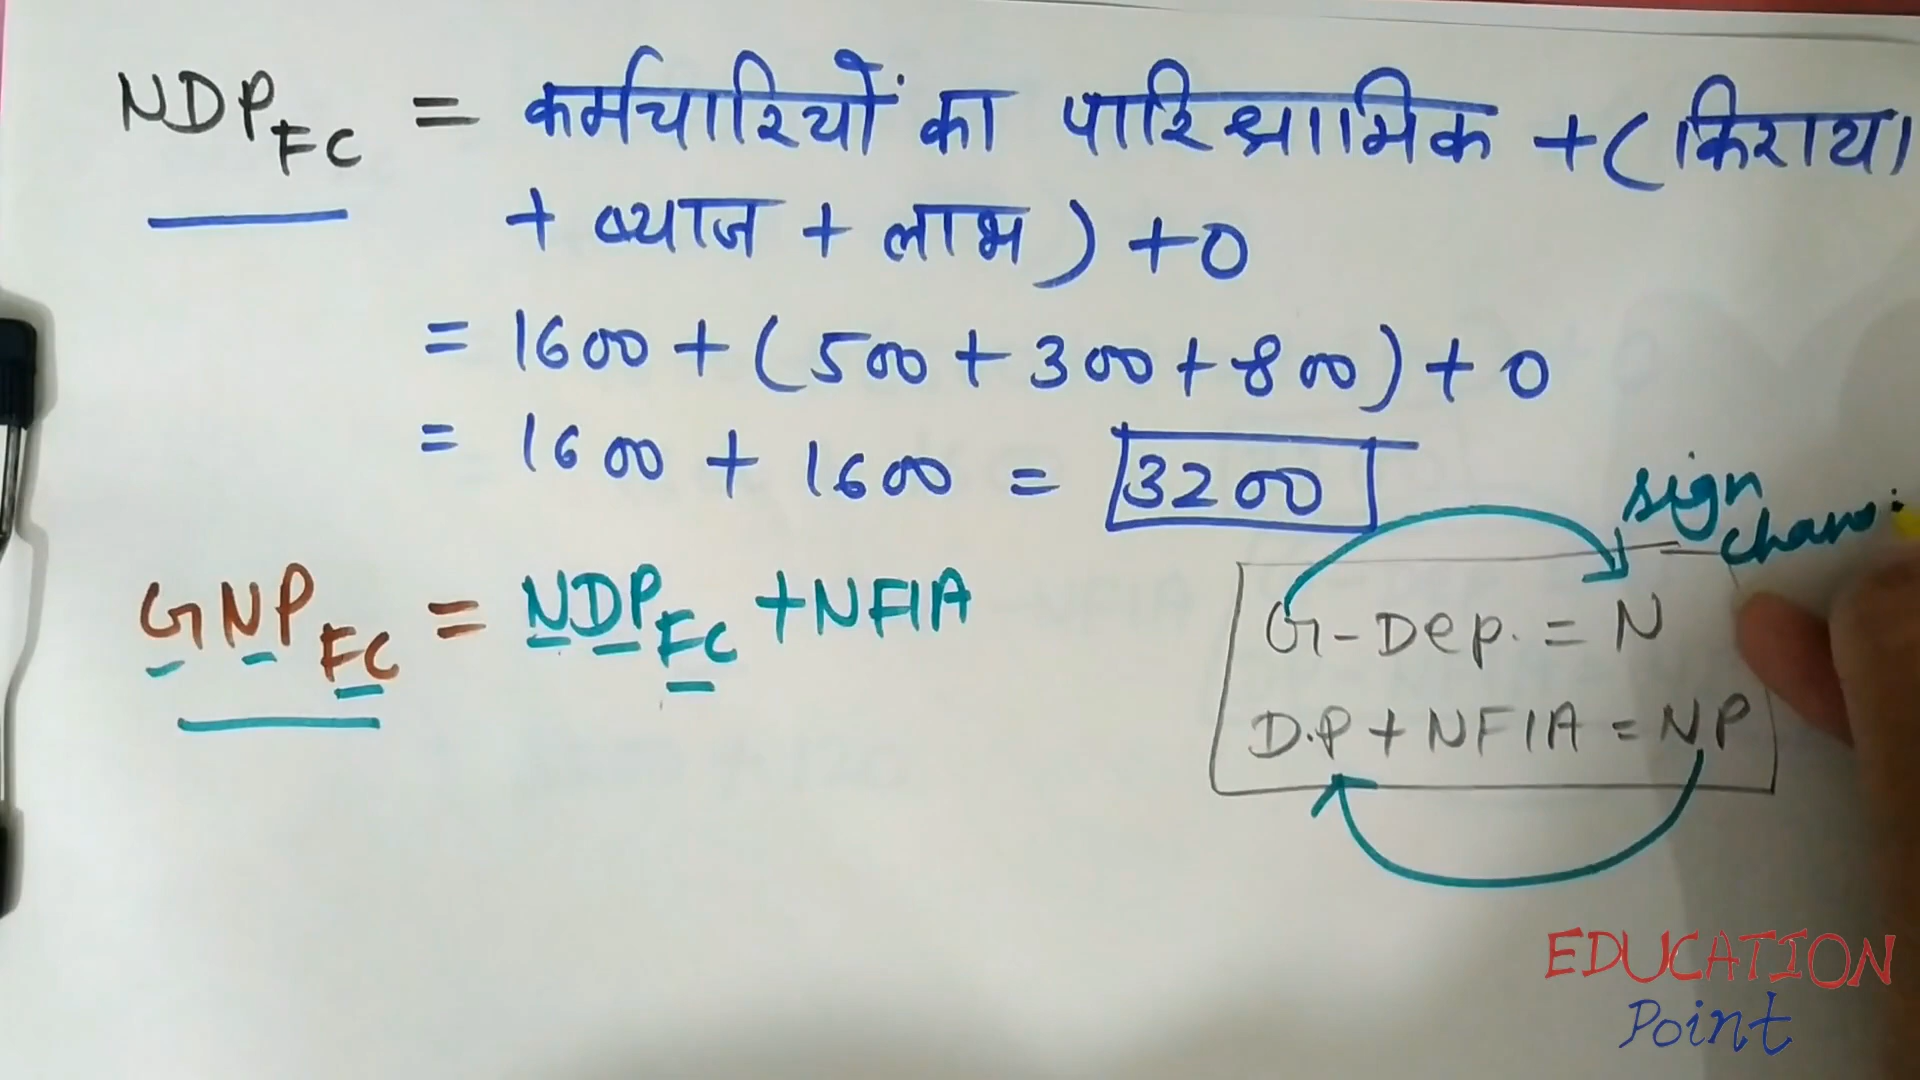 NDP FC = कर्मचारियों का पारिश्रामिक + (किराया
+ ब्याज + लाभ) + 0
= 1600 + (500 + 300 + 800) + 0
= 1600 + 1600 = 3200
sign
GNP FC = NDP FC + NFIA
G - Dep. = N
D.P + NFIA = NP
EDUCATION
Point